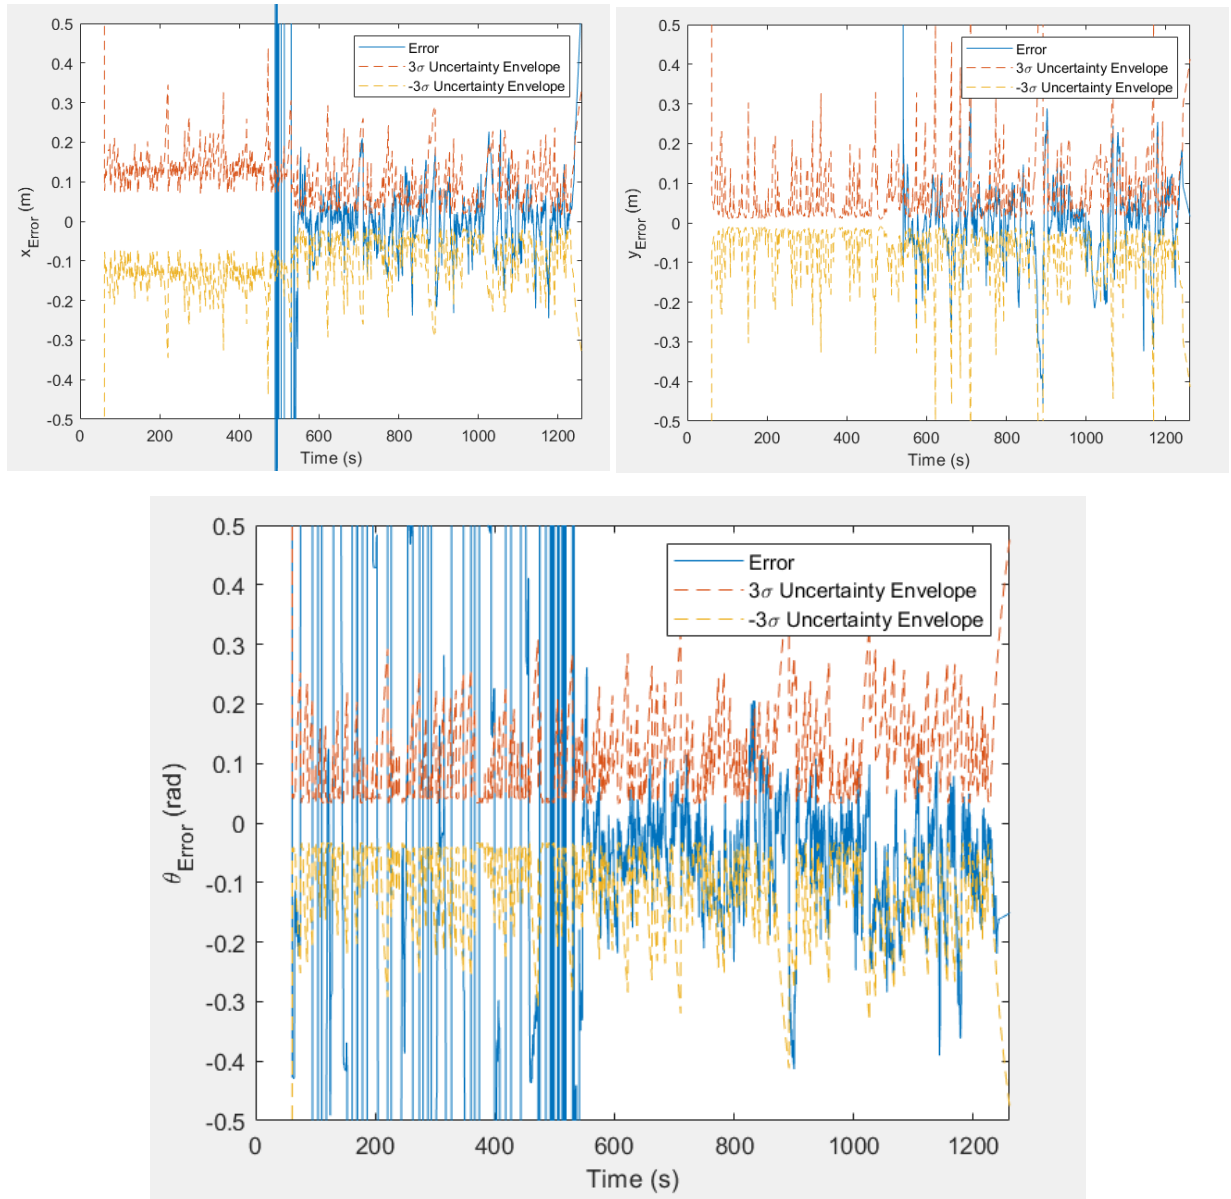 0.5
0.4
0.3
0.2
0.1
0
-0.1
-0.2
-0.3
-0.4
-0.5
x_Error (m)
0 200 400 600 800 1000 1200
Time (s)
Error
3σ Uncertainty Envelope
-3σ Uncertainty Envelope
0.5
0.4
0.3
0.2
0.1
0
-0.1
-0.2
-0.3
-0.4
-0.5
y_Error (m)
0 200 400 600 800 1000 1200
Time (s)
Error
3σ Uncertainty Envelope
-3σ Uncertainty Envelope
0.5
0.4
0.3
0.2
0.1
0
-0.1
-0.2
-0.3
-0.4
-0.5
θ_Error (rad)
0 200 400 600 800 1000 1200
Time (s)
Error
3σ Uncertainty Envelope
-3σ Uncertainty Envelope